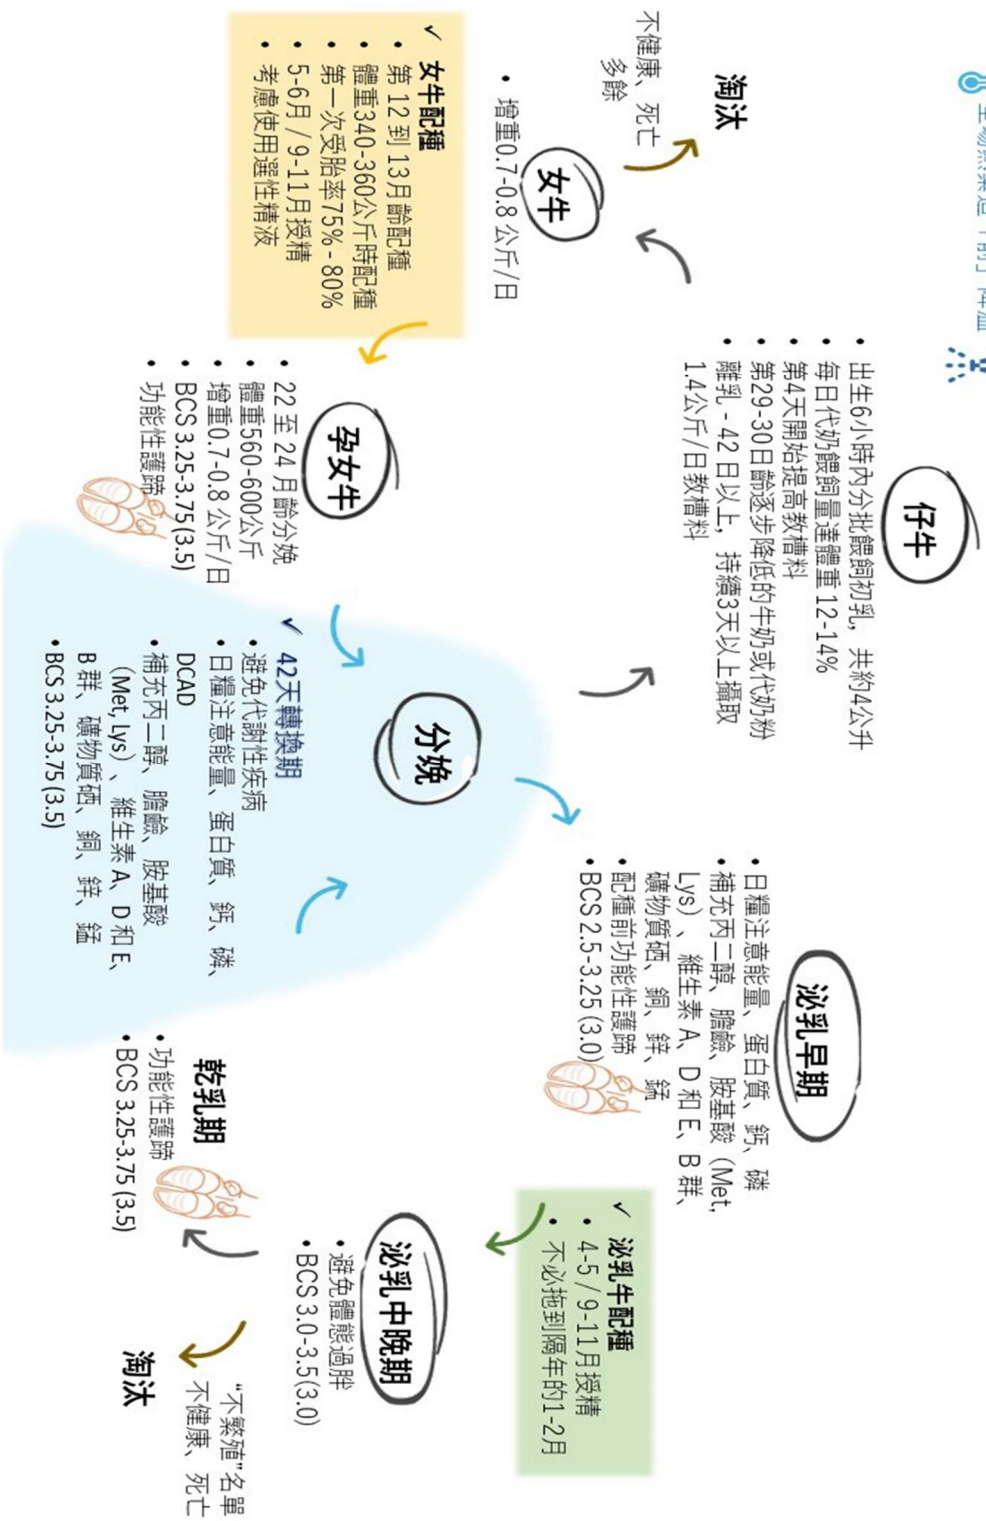 仔牛
出生6小時內分批餵飼初乳，共約4公升
每日代奶餵飼量達體重 12-14%
第4天開始提高教槽料
第29-30日齡逐步降低的牛奶或代奶粉
離乳 - 42 日以上，持續3天以上攝取
1.4公斤/日教槽料
淘汰
不健康、死亡
多餘
女牛
增重0.7-0.8 公斤/日
✓ 女牛配種
第 12 到 13月齡配種
體重340-360公斤時配種
第一次受胎率75% - 80%
5-6月 / 9-11月授精
考慮使用選性精液
孕女牛
22 至 24 月齡分娩
體重560-600公斤
增重0.7-0.8 公斤/日
BCS 3.25-3.75 (3.5)
功能性護蹄
分娩
✓ 42天轉換期
避免代謝性疾病
日糧注意能量、蛋白質、鈣、磷、
DCAD
補充丙二醇、膽鹼、胺基酸
(Met, Lys）、維生素 A、D 和 E、
B 群、礦物質硒、銅、鋅、錳
BCS 3.25-3.75 (3.5)
泌乳早期
日糧注意能量、蛋白質、鈣、磷
補充丙二醇、膽鹼、胺基酸（Met,
Lys）、維生素 A、D 和 E、B 群、
礦物質硒、銅、鋅、錳
配種前功能性護蹄
BCS 2.5-3.25 (3.0)
✓ 泌乳牛配種
4-5 / 9-11月授精
不必拖到隔年的1-2月
泌乳中晚期
避免體態過胖
BCS 3.0-3.5(3.0)
乾乳期
功能性護蹄
BCS 3.25-3.75 (3.5)
淘汰
“不繁殖”名單
不健康、死亡